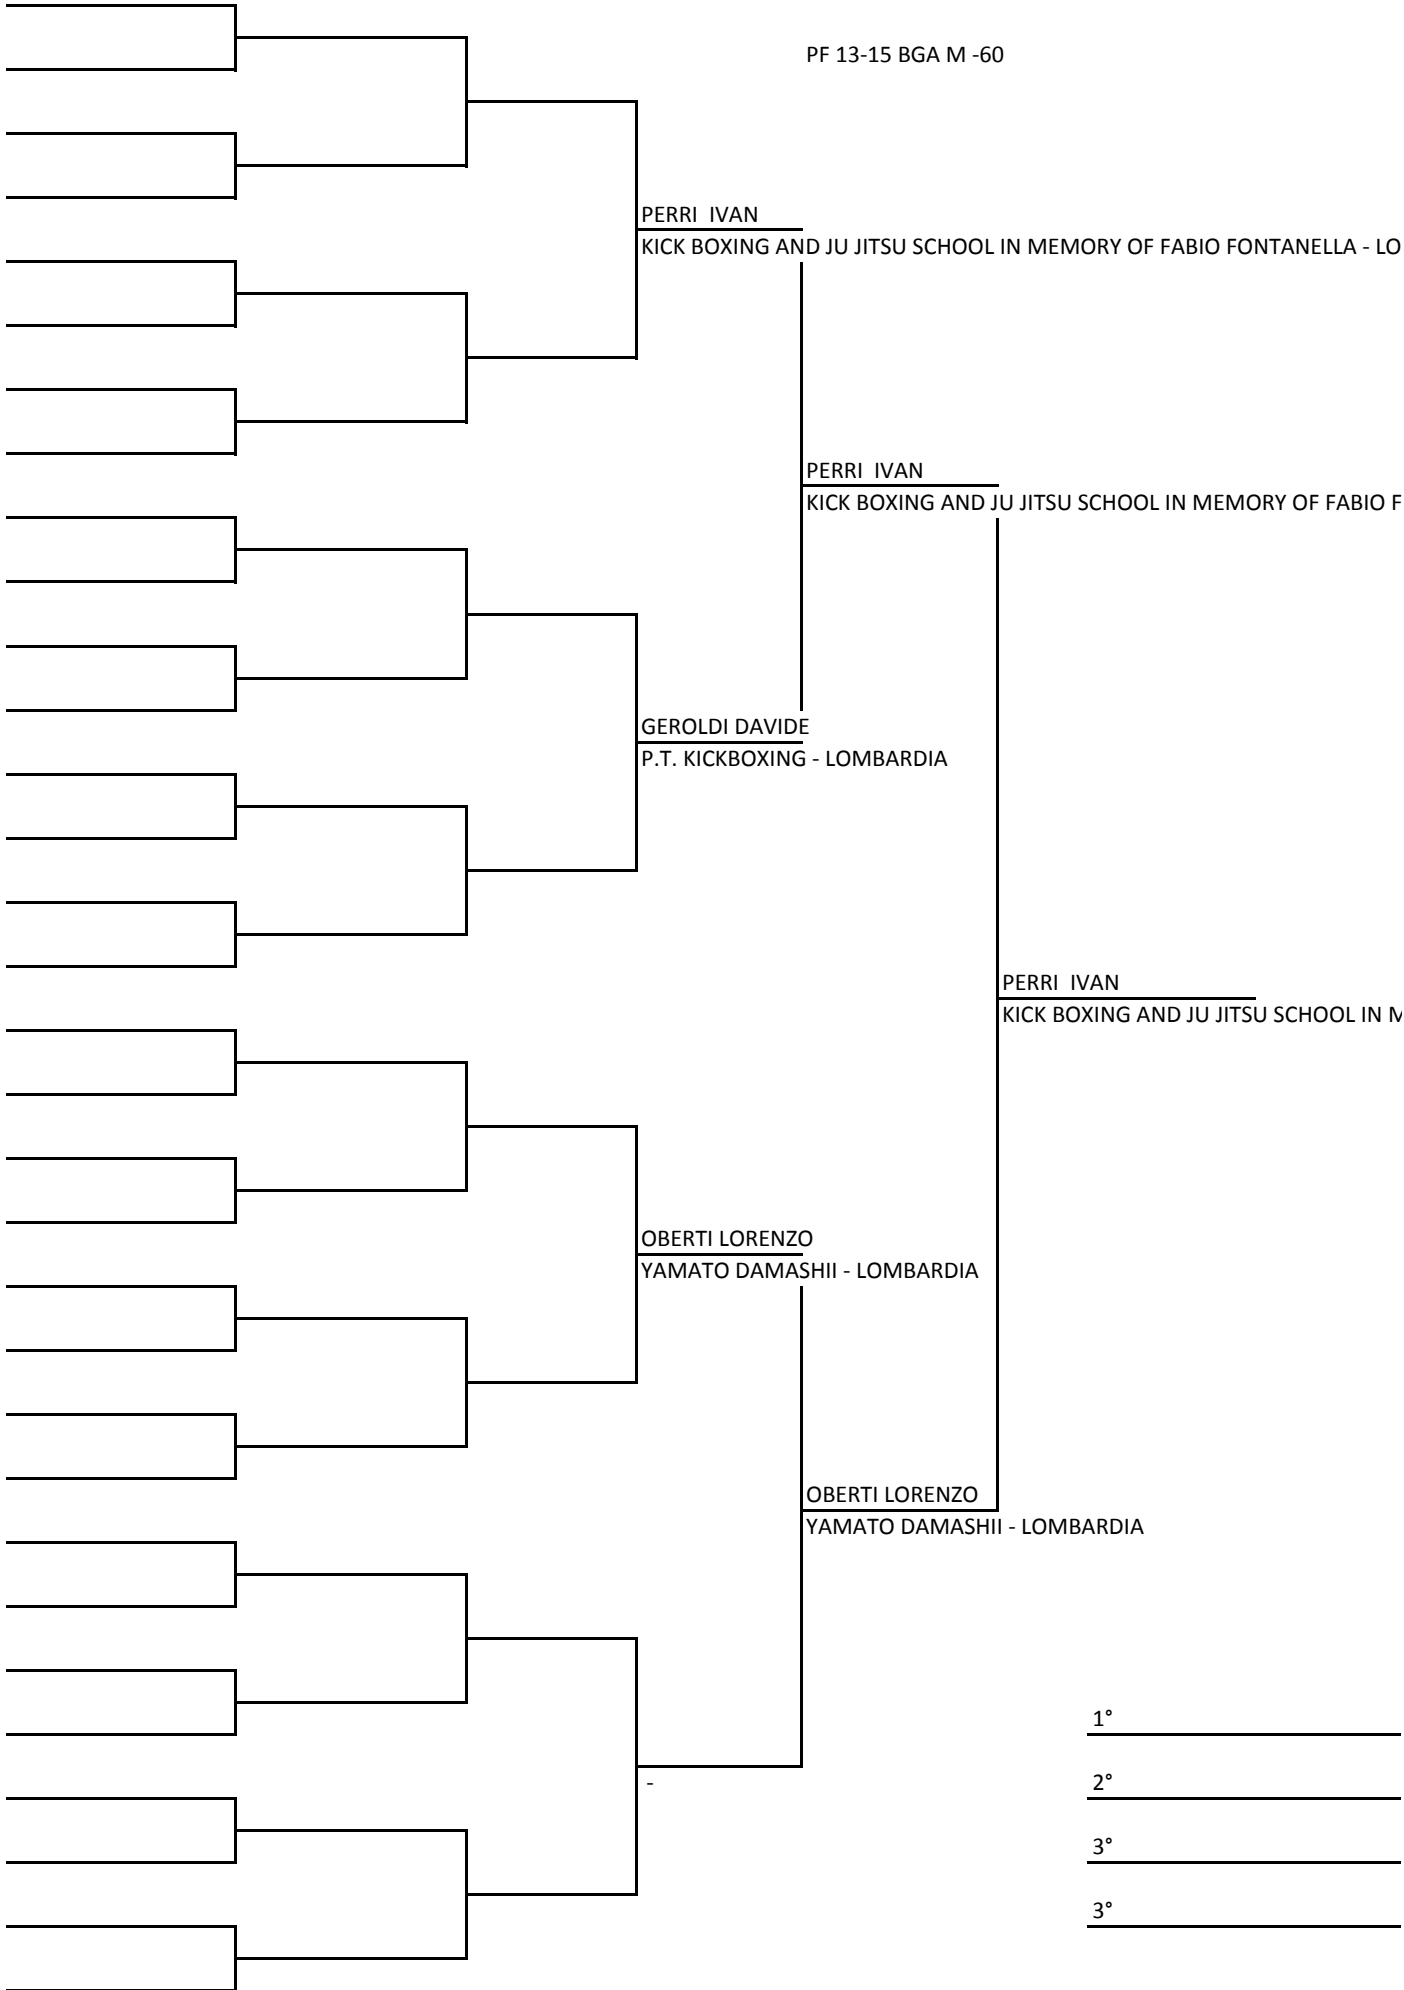 PF 13-15 BGA M -60
PERRI IVAN
KICK BOXING AND JU JITSU SCHOOL IN MEMORY OF FABIO FONTANELLA - LO
PERRI IVAN
KICK BOXING AND JU JITSU SCHOOL IN MEMORY OF FABIO F
GEROLDI DAVIDE
P.T. KICKBOXING - LOMBARDIA
PERRI IVAN
KICK BOXING AND JU JITSU SCHOOL IN M
OBERTI LORENZO
YAMATO DAMASHII - LOMBARDIA
OBERTI LORENZO
YAMATO DAMASHII - LOMBARDIA
1°
-
2°
3°
3°